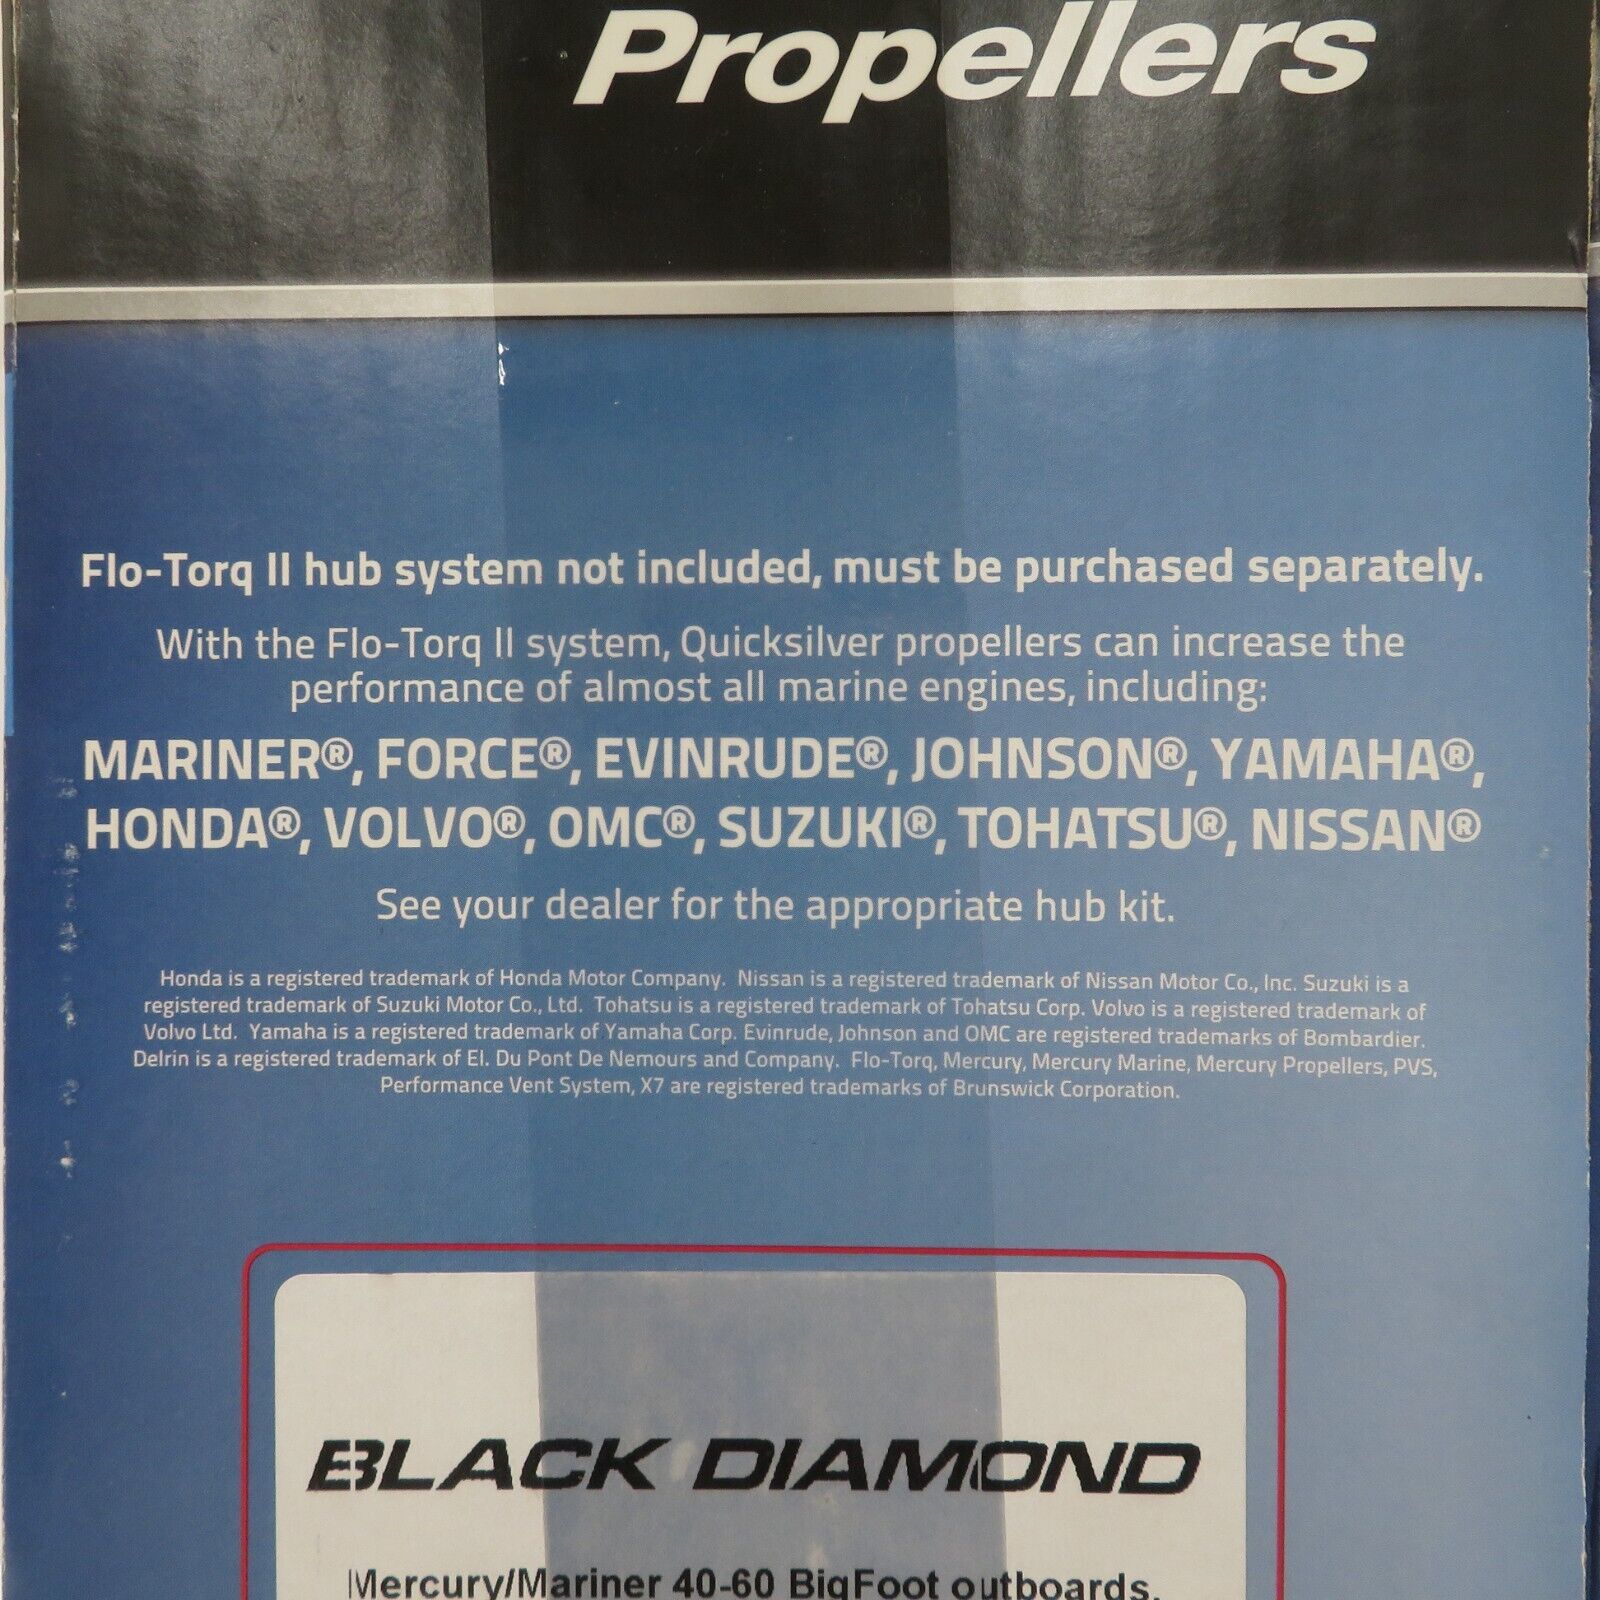 Propellers
Flo-Torq II hub system not included, must be purchased separately.
With the Flo-Torq II system, Quicksilver propellers can increase the
performance of almost all marine engines, including:
MARINER®, FORCE®, EVINRUDE®, JOHNSON®, YAMAHA®,
HONDA®, VOLVO®, OMC®, SUZUKI®, TOHATSU®, NISSAN®
See your dealer for the appropriate hub kit.
Honda is a registered trademark of Honda Motor Company. Nissan is a registered trademark of Nissan Motor Co., Inc. Suzuki is a
registered trademark of Suzuki Motor Co., Ltd. Tohatsu is a registered trademark of Tohatsu Corp. Volvo is a registered trademark of
Volvo Ltd. Yamaha is a registered trademark of Yamaha Corp. Evinrude, Johnson and OMC are registered trademarks of Bombardier.
Delrin is a registered trademark of EI. Du Pont De Nemours and Company. Flo-Torq, Mercury, Mercury Marine, Mercury Propellers, PVS,
Performance Vent System, X7 are registered trademarks of Brunswick Corporation.
BLACK DIAMOND
Mercury/Mariner 40-60 BigFoot outboards,